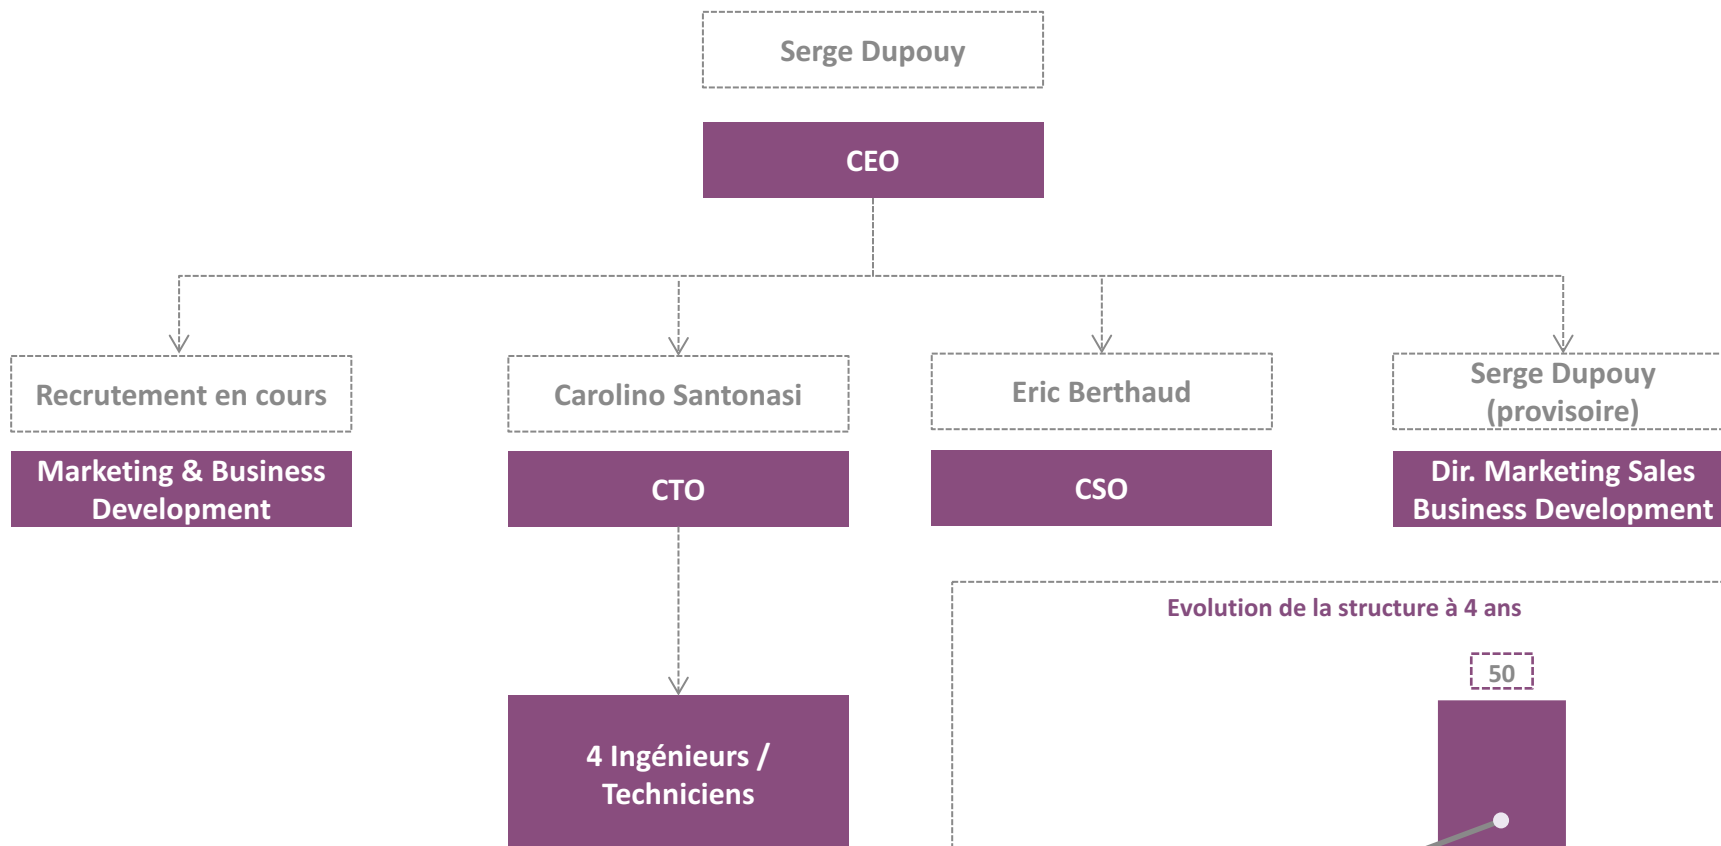 Serge Dupouy
CEO
Recrutement en cours
Marketing & Business
Development
Carolino Santonasi
CTO
Eric Berthaud
CSO
Serge Dupouy
(provisoire)
Dir. Marketing Sales
Business Development
4 Ingénieurs /
Techniciens
Evolution de la structure à 4 ans
50